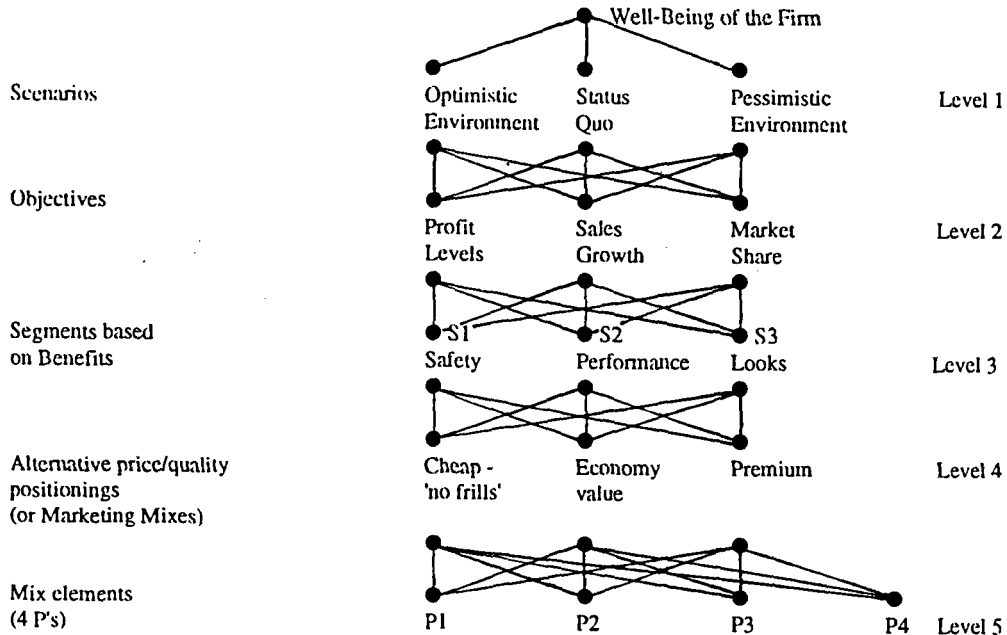 Well-Being of the Firm
Scenarios
Optimistic Environment
Status Quo
Pessimistic Environment
Level 1
Objectives
Profit Levels
Sales Growth
Market Share
Level 2
Segments based
on Benefits
S1
Safety
S2
Performance
S3
Looks
Level 3
Alternative price/quality
positionings
(or Marketing Mixes)
Cheap -
'no frills'
Economy
value
Premium
Level 4
Mix elements
(4 P's)
P1
P2
P3
P4
Level 5